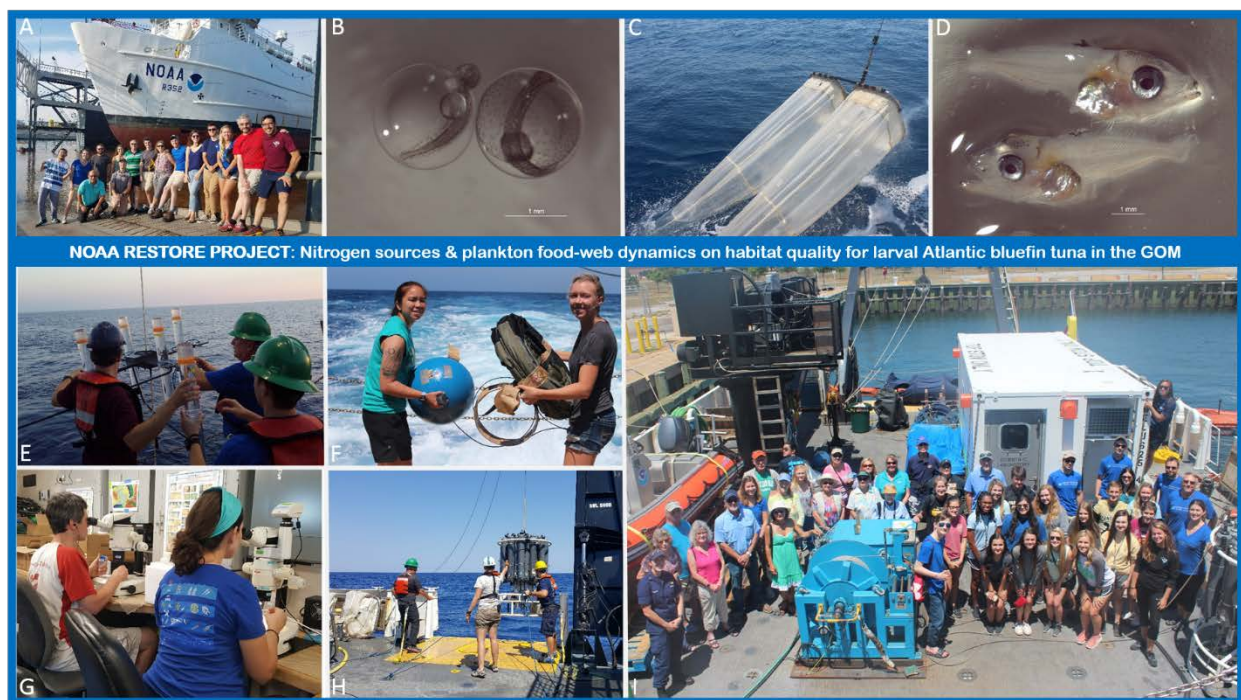 A
NOAA
R352
B
1 mm
C
D
1 mm
NOAA RESTORE PROJECT: Nitrogen sources & plankton food-web dynamics on habitat quality for larval Atlantic bluefin tuna in the GOM
E
F
G
H
I